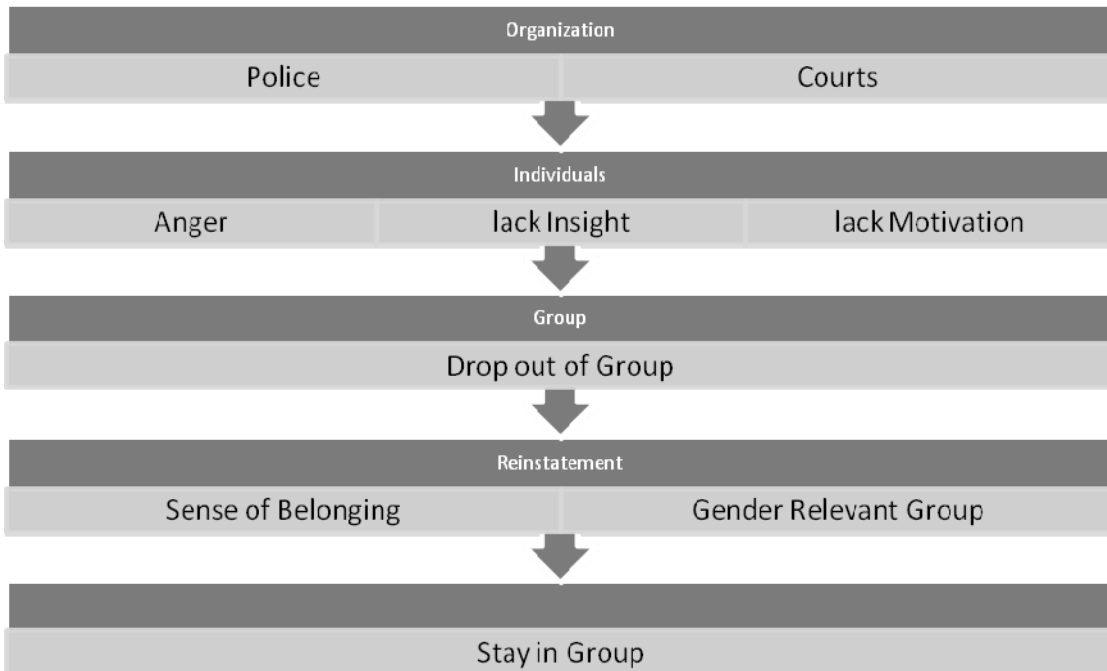 Organization
Police Courts
Individuals
Anger lack Insight lack Motivation
Group
Drop out of Group
Reinstatement
Sense of Belonging Gender Relevant Group
Stay in Group